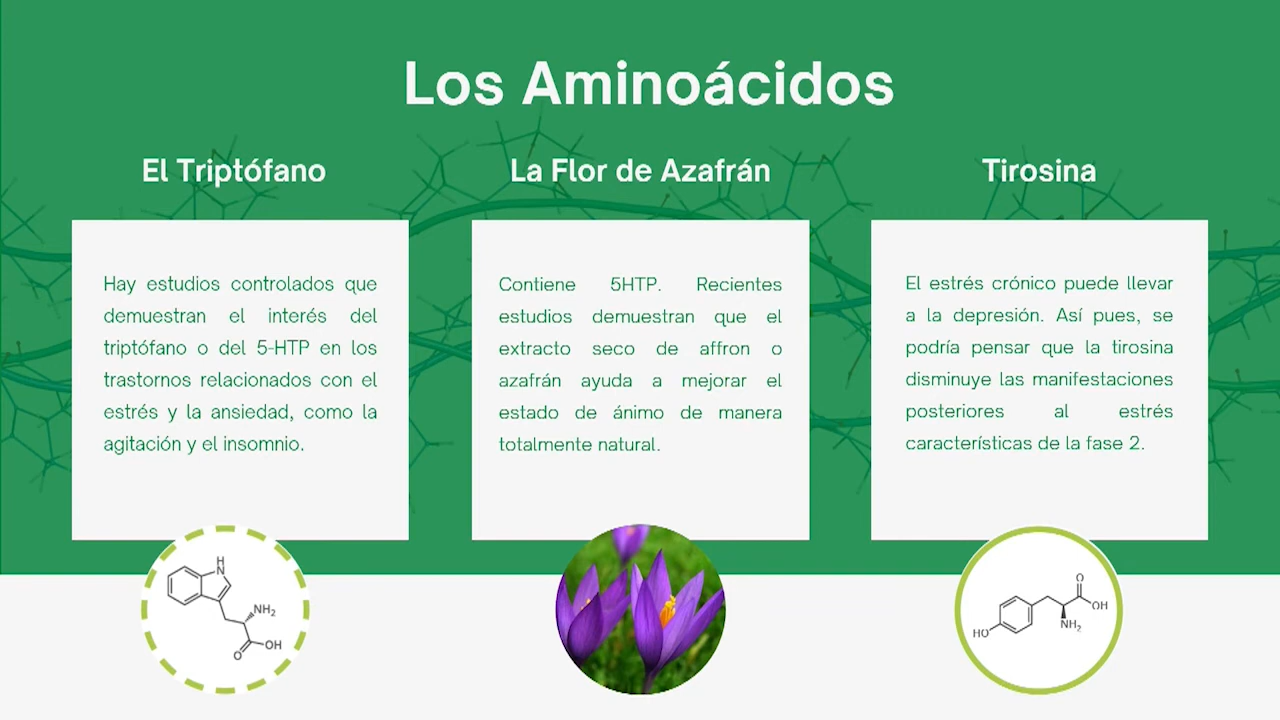 Los Aminoácidos
El Triptófano
Hay estudios controlados que
demuestran el interés del
triptófano o del 5-HTP en los
trastornos relacionados con el
estrés y la ansiedad, como la
agitación y el insomnio.
La Flor de Azafrán
Contiene 5HTP. Recientes
estudios demuestran que el
extracto seco de affron o
azafrán ayuda a mejorar el
estado de ánimo de manera
totalmente natural.
Tirosina
El estrés crónico puede llevar
a la depresión. Así pues, se
podría pensar que la tirosina
disminuye las manifestaciones
posteriores al estrés
características de la fase 2.
H
N
NH2
OH
O
O
OH
NH2
HO